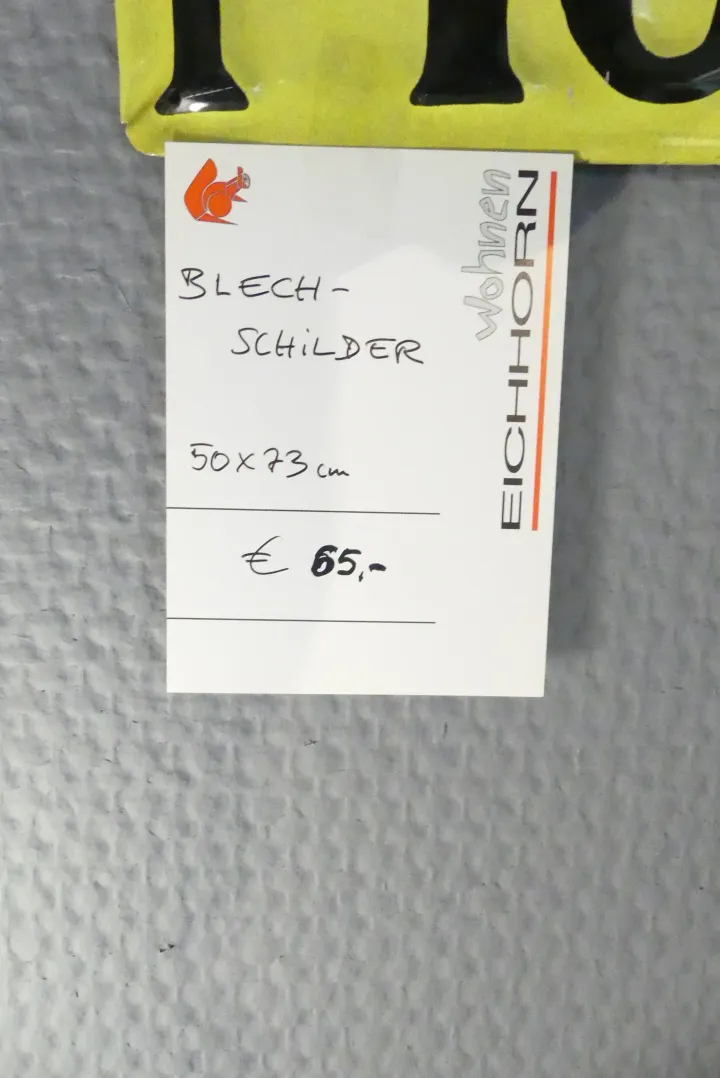 wohnen
EICHHORN
BLECH-
SCHILDER
50x73 cm
€ 65,-